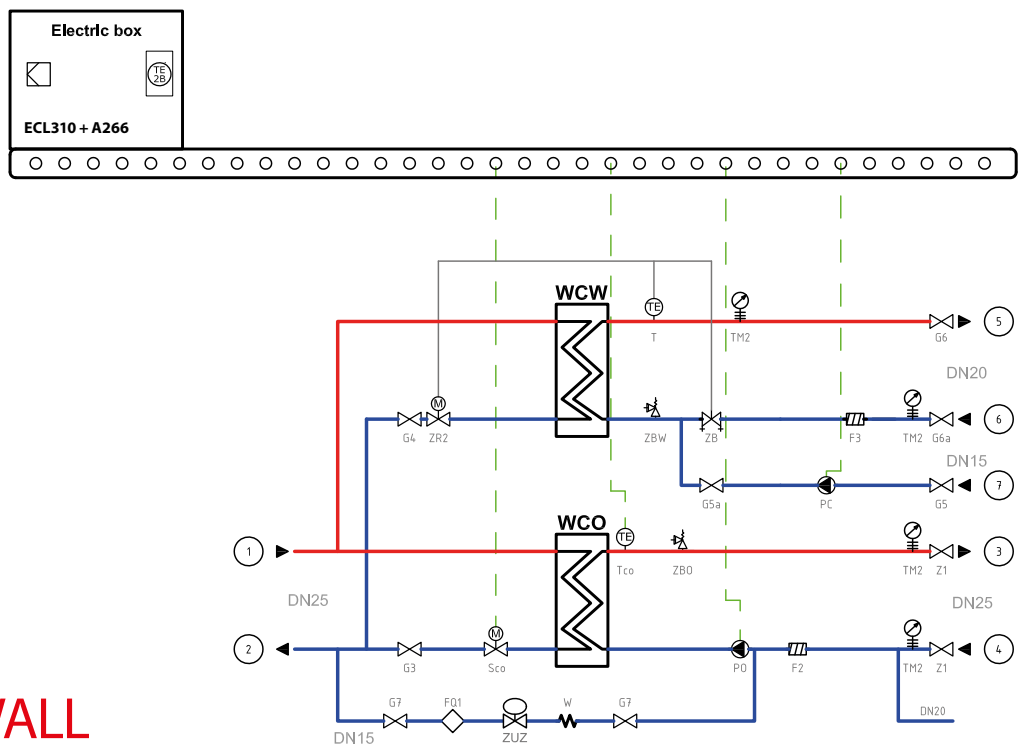 Electric box
TE
2B
ECL310 + A266
WCW
TE
T
TM2
5
G6
DN20
M
G4
ZR2
ZBW
ZB
F3
TM2
G6a
6
DN15
G5a
PC
G5
7
WCO
1
TE
Tco
ZBO
TM2
Z1
3
DN25
DN25
2
G3
M
Sco
PO
F2
TM2
Z1
4
G7
FQ1
ZUZ
W
G7
DN20
DN15
WALL